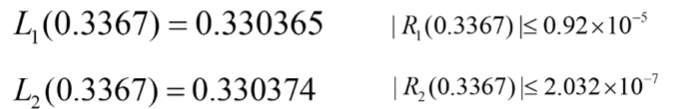 L₁(0.3367) = 0.330365 | R₁(0.3367) |≤ 0.92×10⁻⁵
L₂(0.3367) = 0.330374 | R₂(0.3367) |≤ 2.032×10⁻⁷